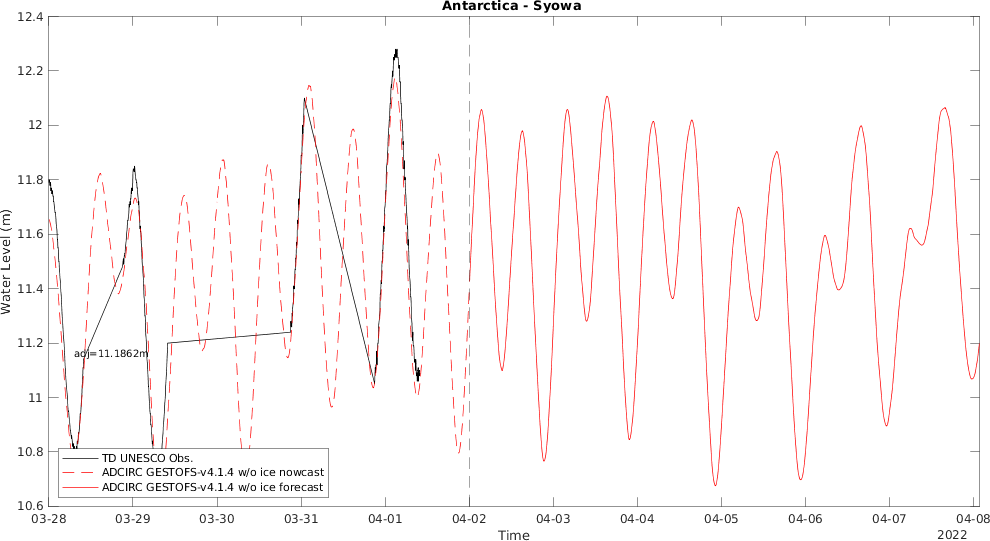 Antarctica - Syowa
12.4
12.2
12
11.8
11.6
11.4
11.2
11
10.8
10.6
Water Level (m)
adj=11.1862m
TD UNESCO Obs.
ADCIRC GESTOFS-v4.1.4 w/o ice nowcast
ADCIRC GESTOFS-v4.1.4 w/o ice forecast
03-28 03-29 03-30 03-31 04-01 04-02 04-03 04-04 04-05 04-06 04-07 04-08
Time
2022